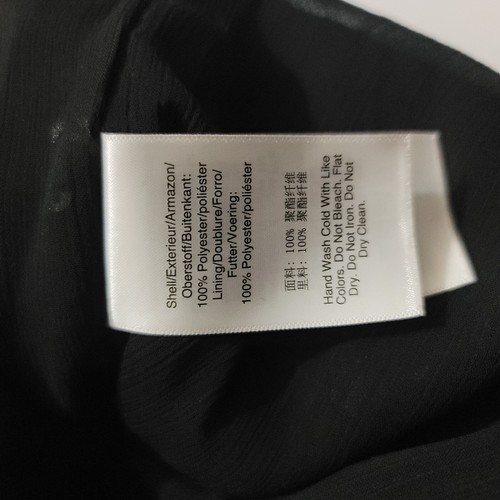 Shell/Exterieur/Armazon/
Oberstoff/Buitenkant:
100% Polyester/poliéster
Lining/Doublure/Forro/
Futter/Voering:
100% Polyester/poliéster
面料: 100% 聚酯纤维
里料: 100% 聚酯纤维
Hand Wash Cold With Like
Colors. Do Not Bleach. Flat
Dry. Do Not Iron. Do Not
Dry Clean.